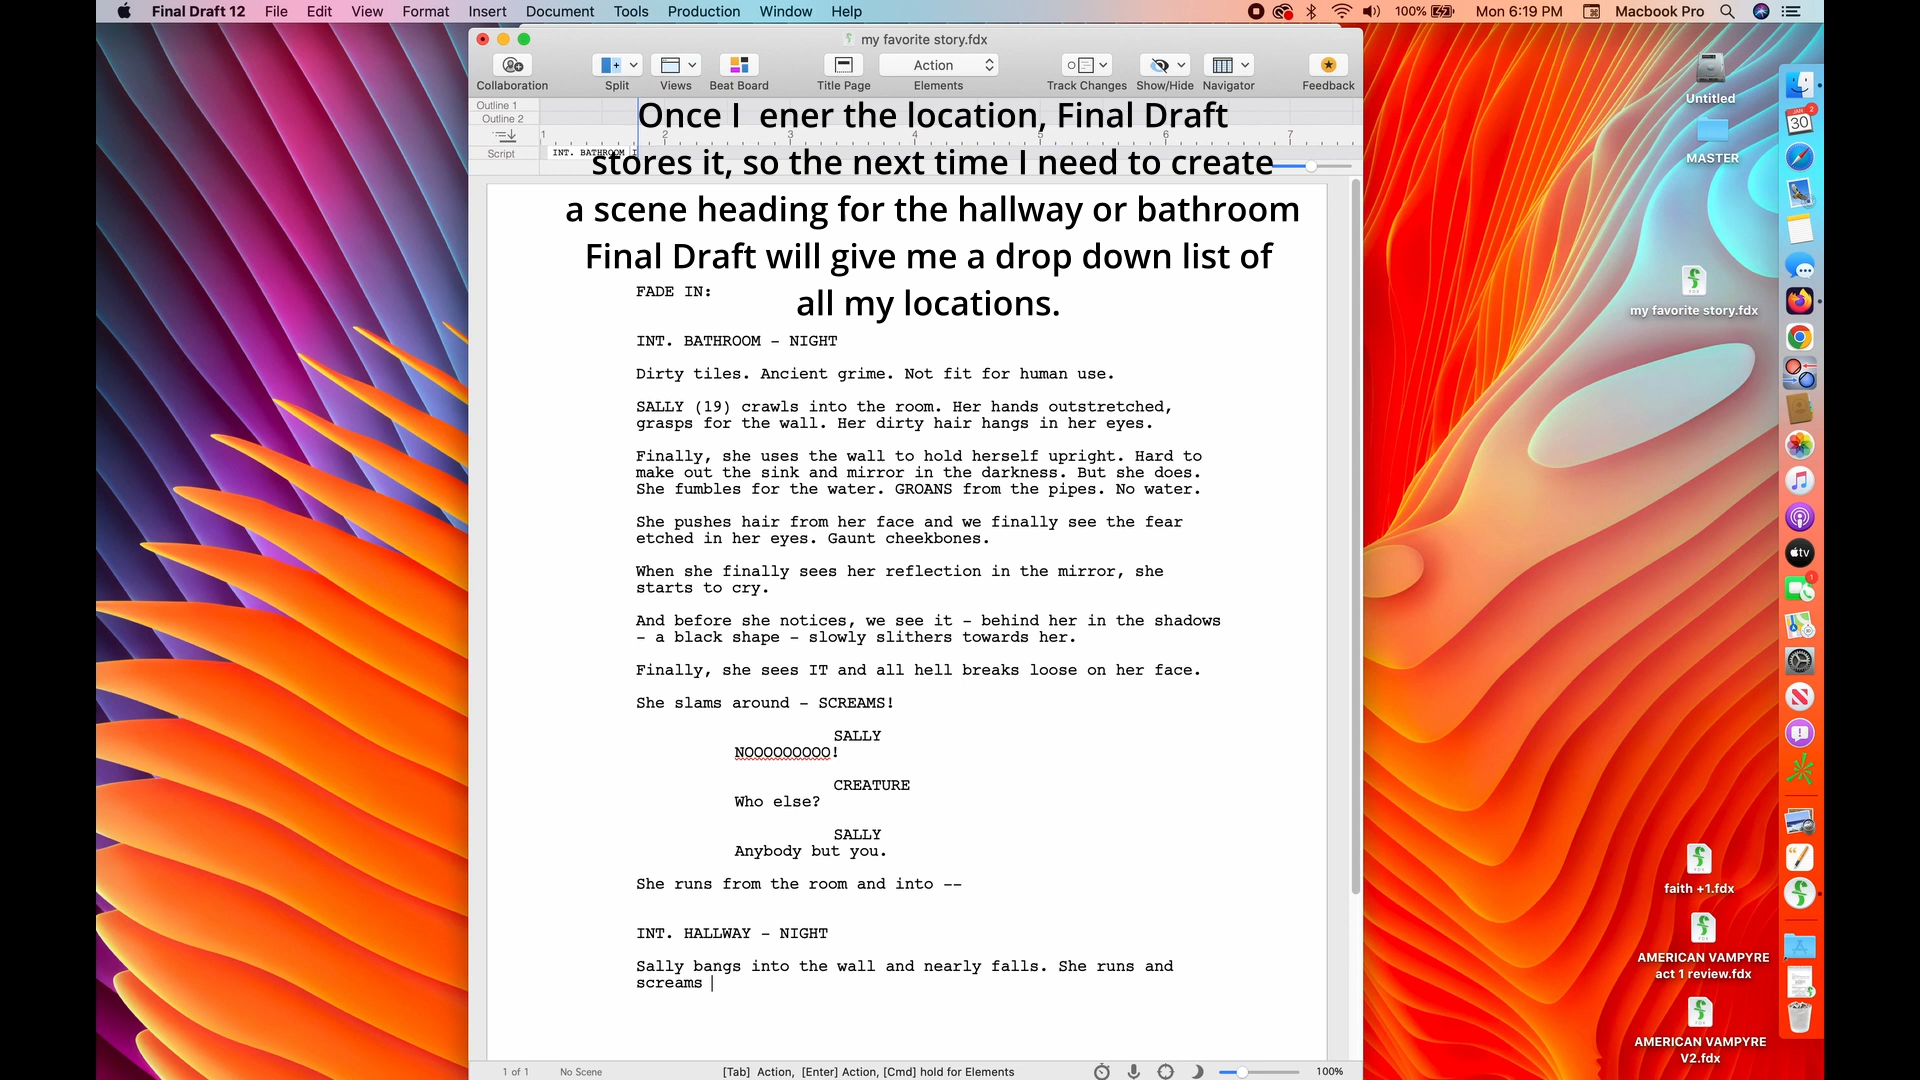 Final Draft 12 File Edit View Format Insert Document Tools Production Window Help
100% Mon 6:19 PM Macbook Pro
my favorite story.fdx
Action
Collaboration Split Views Beat Board Title Page Elements Track Changes Show/Hide Navigator Feedback
Outline 1
Outline 2
1 2 3 4 5 6 7
Script
INT. BATHROOM
Once I  ener the location, Final Draft
stores it, so the next time I need to create
a scene heading for the hallway or bathroom
Final Draft will give me a drop down list of
all my locations.
FADE IN:
INT. BATHROOM - NIGHT
Dirty tiles. Ancient grime. Not fit for human use.
SALLY (19) crawls into the room. Her hands outstretched,
grasps for the wall. Her dirty hair hangs in her eyes.
Finally, she uses the wall to hold herself upright. Hard to
make out the sink and mirror in the darkness. But she does.
She fumbles for the water. GROANS from the pipes. No water.
She pushes hair from her face and we finally see the fear
etched in her eyes. Gaunt cheekbones.
When she finally sees her reflection in the mirror, she
starts to cry.
And before she notices, we see it - behind her in the shadows
- a black shape - slowly slithers towards her.
Finally, she sees IT and all hell breaks loose on her face.
She slams around - SCREAMS!
SALLY
NOOOOOOOOO!
CREATURE
Who else?
SALLY
Anybody but you.
She runs from the room and into --
INT. HALLWAY - NIGHT
Sally bangs into the wall and nearly falls. She runs and
screams
1 of 1 No Scene [Tab] Action, [Enter] Action, [Cmd] hold for Elements 100%
Untitled
MASTER
my favorite story.fdx
faith +1.fdx
AMERICAN VAMPYRE
act 1 review.fdx
AMERICAN VAMPYRE
V2.fdx
JAN 2
30
tv
1